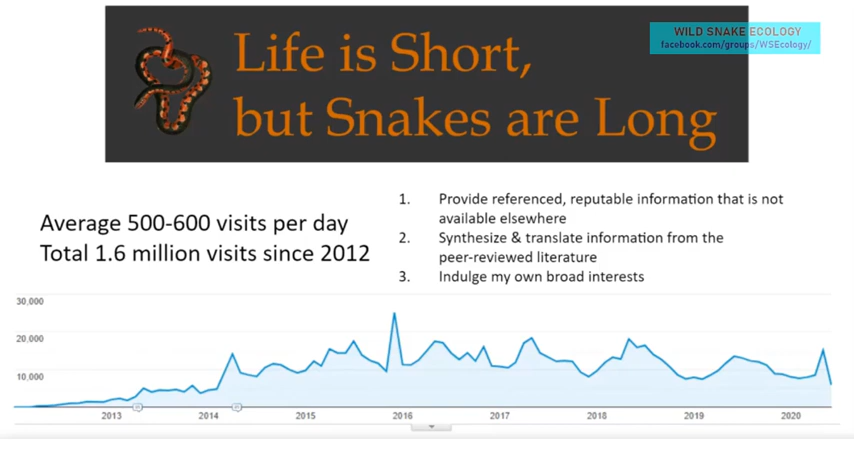 WILD SNAKE ECOLOGY
facebook.com/groups/WSEcology/
Life is Short,
but Snakes are Long
Average 500-600 visits per day
Total 1.6 million visits since 2012
1. Provide referenced, reputable information that is not
available elsewhere
2. Synthesize & translate information from the
peer-reviewed literature
3. Indulge my own broad interests
30,000
20,000
10,000
2013 2014 2015 2016 2017 2018 2019 2020